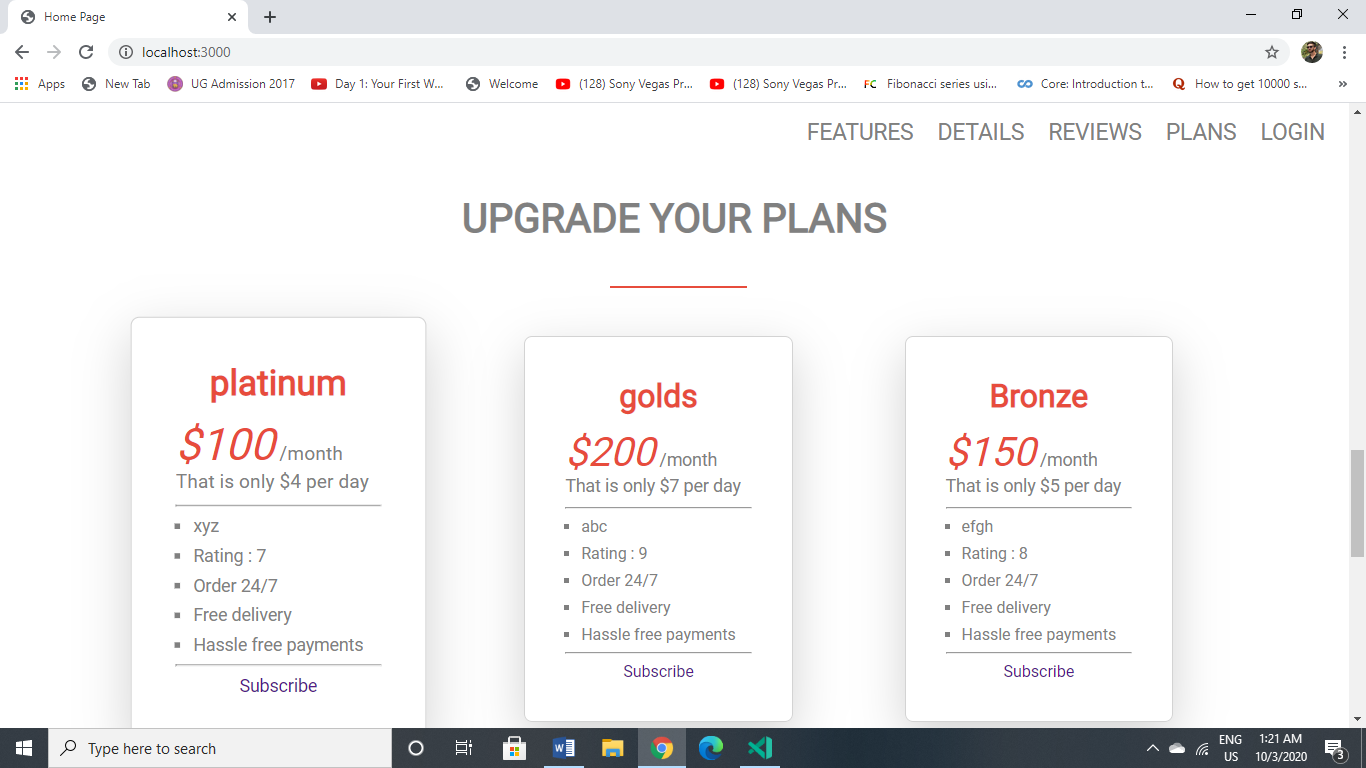 Home Page
localhost:3000
Apps
New Tab
UG Admission 2017
Day 1: Your First W...
Welcome
(128) Sony Vegas Pr...
(128) Sony Vegas Pr...
FC Fibonacci series usi...
Core: Introduction t...
Q How to get 10000 s...
»
FEATURES DETAILS REVIEWS PLANS LOGIN
UPGRADE YOUR PLANS
platinum
$100 /month
That is only $4 per day
xyz
Rating : 7
Order 24/7
Free delivery
Hassle free payments
Subscribe
golds
$200 /month
That is only $7 per day
abc
Rating : 9
Order 24/7
Free delivery
Hassle free payments
Subscribe
Bronze
$150 /month
That is only $5 per day
efgh
Rating : 8
Order 24/7
Free delivery
Hassle free payments
Subscribe
Type here to search
W
ENG
US
1:21 AM
10/3/2020
3